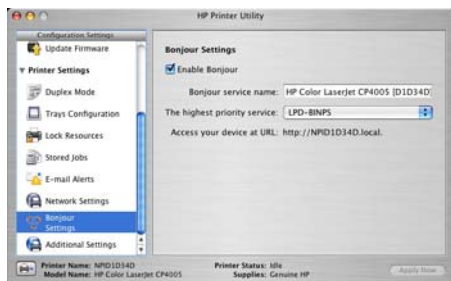 HP Printer Utility
Configuration Settings
Update Firmware
Printer Settings
Duplex Mode
Trays Configuration
Lock Resources
Stored Jobs
E-mail Alerts
Network Settings
Bonjour
Settings
Additional Settings
Bonjour Settings
Enable Bonjour
Bonjour service name: HP Color LaserJet CP4005 [D1D34D]
The highest priority service: LPD-BINPS
Access your device at URL: http://NPID1D34D.local.
Printer Name: NPID1D34D
Model Name: HP Color LaserJet CP4005
Printer Status: Idle
Supplies: Genuine HP
Apply Now